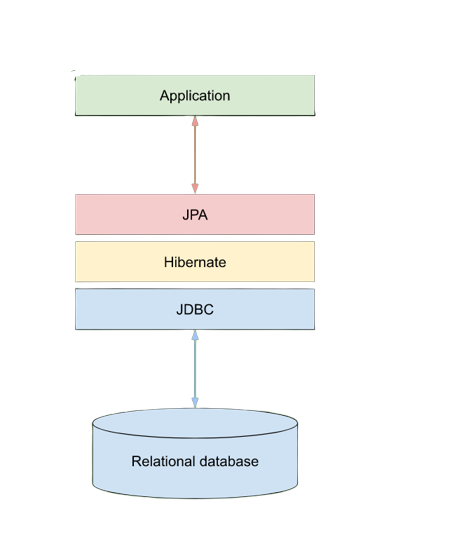 Application
JPA
Hibernate
JDBC
Relational database